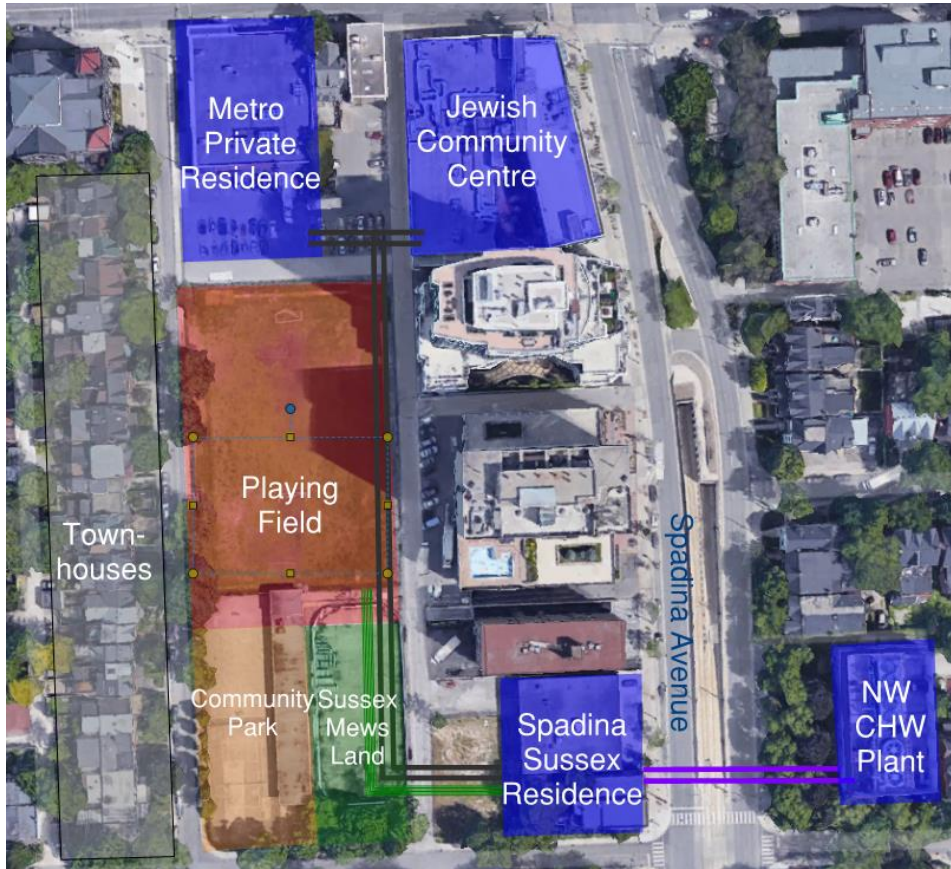 Metro
Private
Residence
Jewish
Community
Centre
Playing
Field
Town-
houses
Spadina Avenue
Community
Park
Sussex
Mews
Land
Spadina
Sussex
Residence
NW
CHW
Plant